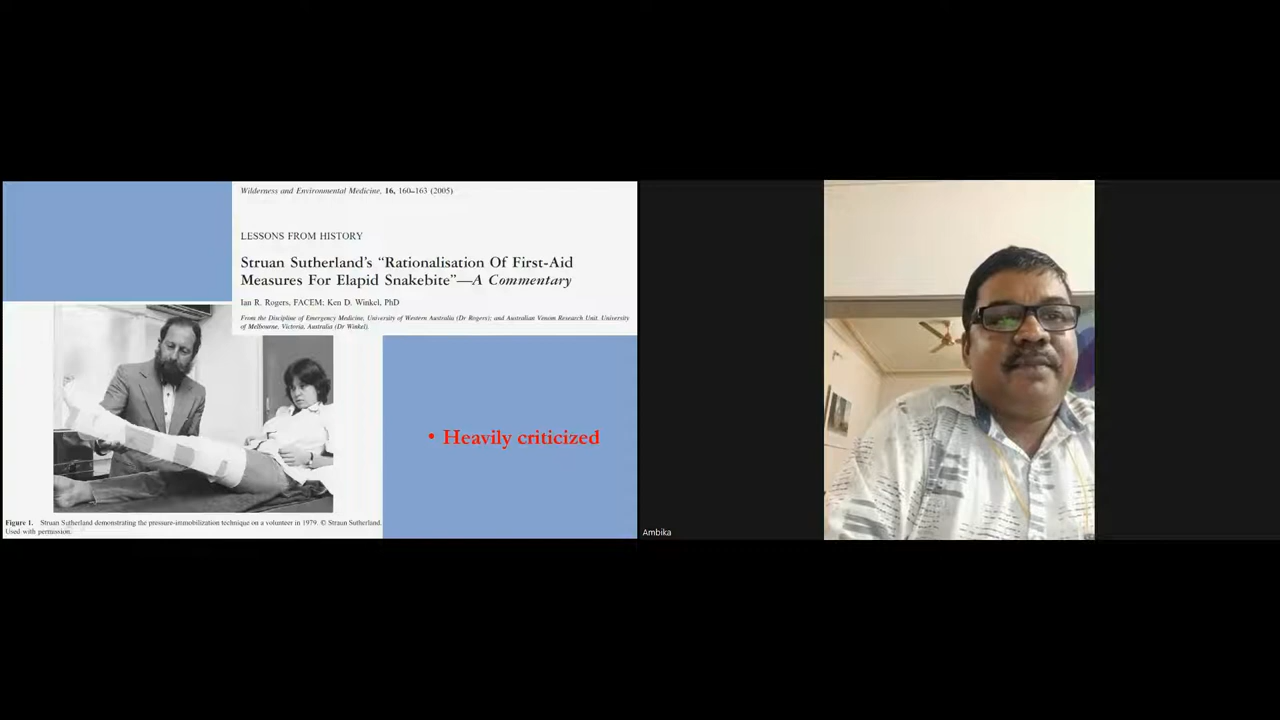 Wilderness and Environmental Medicine, 16, 160–163 (2005)
LESSONS FROM HISTORY
Struan Sutherland's “Rationalisation Of First-Aid
Measures For Elapid Snakebite”—A Commentary
Ian R. Rogers, FACEM; Ken D. Winkel, PhD
From the Discipline of Emergency Medicine, University of Western Australia (Dr Rogers); and Australian Venom Research Unit, University
of Melbourne, Victoria, Australia (Dr Winkel).
• Heavily criticized
Figure 1. Struan Sutherland demonstrating the pressure-immobilization technique on a volunteer in 1979. © Straun Sutherland.
Used with permission.
Ambika